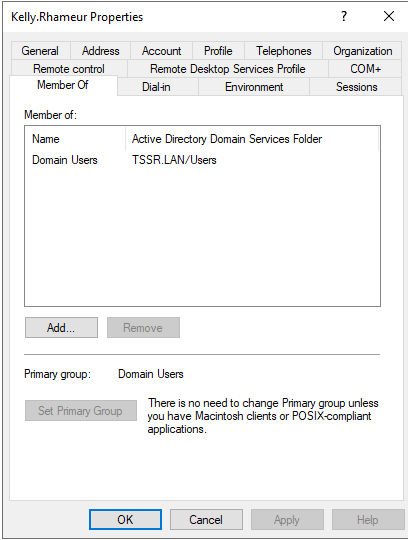 Kelly.Rhameur Properties
?
General Address Account Profile Telephones Organization
Remote control Remote Desktop Services Profile COM+
Member Of Dial-in Environment Sessions
Member of:
Name Active Directory Domain Services Folder
Domain Users TSSR.LAN/Users
Add... Remove
Primary group: Domain Users
Set Primary Group
There is no need to change Primary group unless
you have Macintosh clients or POSIX-compliant
applications.
OK Cancel Apply Help